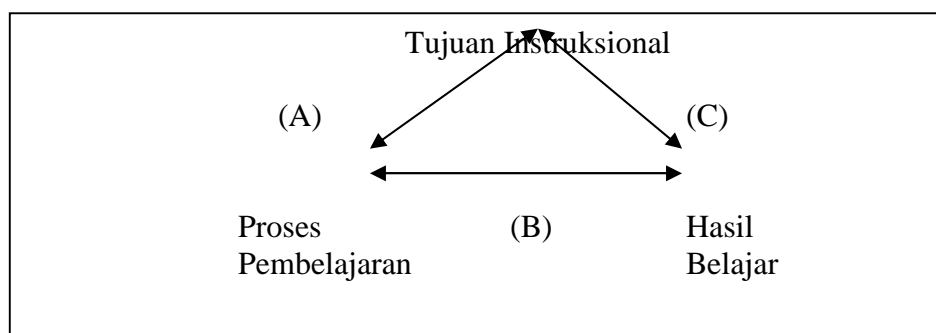 Tujuan Instruksional
(A)
(C)
Proses
Pembelajaran
(B)
Hasil
Belajar